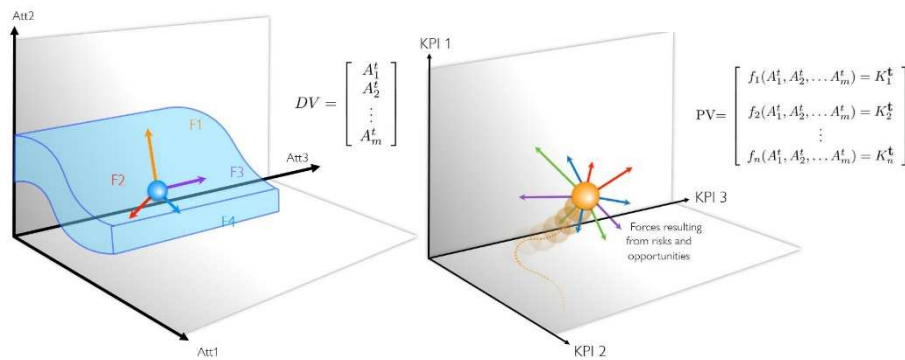 Att2
F1
F2
F3
F4
Att3
Att1
DV = [ A_1^t A_2^t ⋮ A_m^t ]
KPI 1
KPI 3
KPI 2
Forces resulting
from risks and
opportunities
PV= [ f_1(A_1^t, A_2^t, … A_m^t) = K_1^t
f_2(A_1^t, A_2^t, … A_m^t) = K_2^t
⋮
f_n(A_1^t, A_2^t, … A_m^t) = K_n^t ]